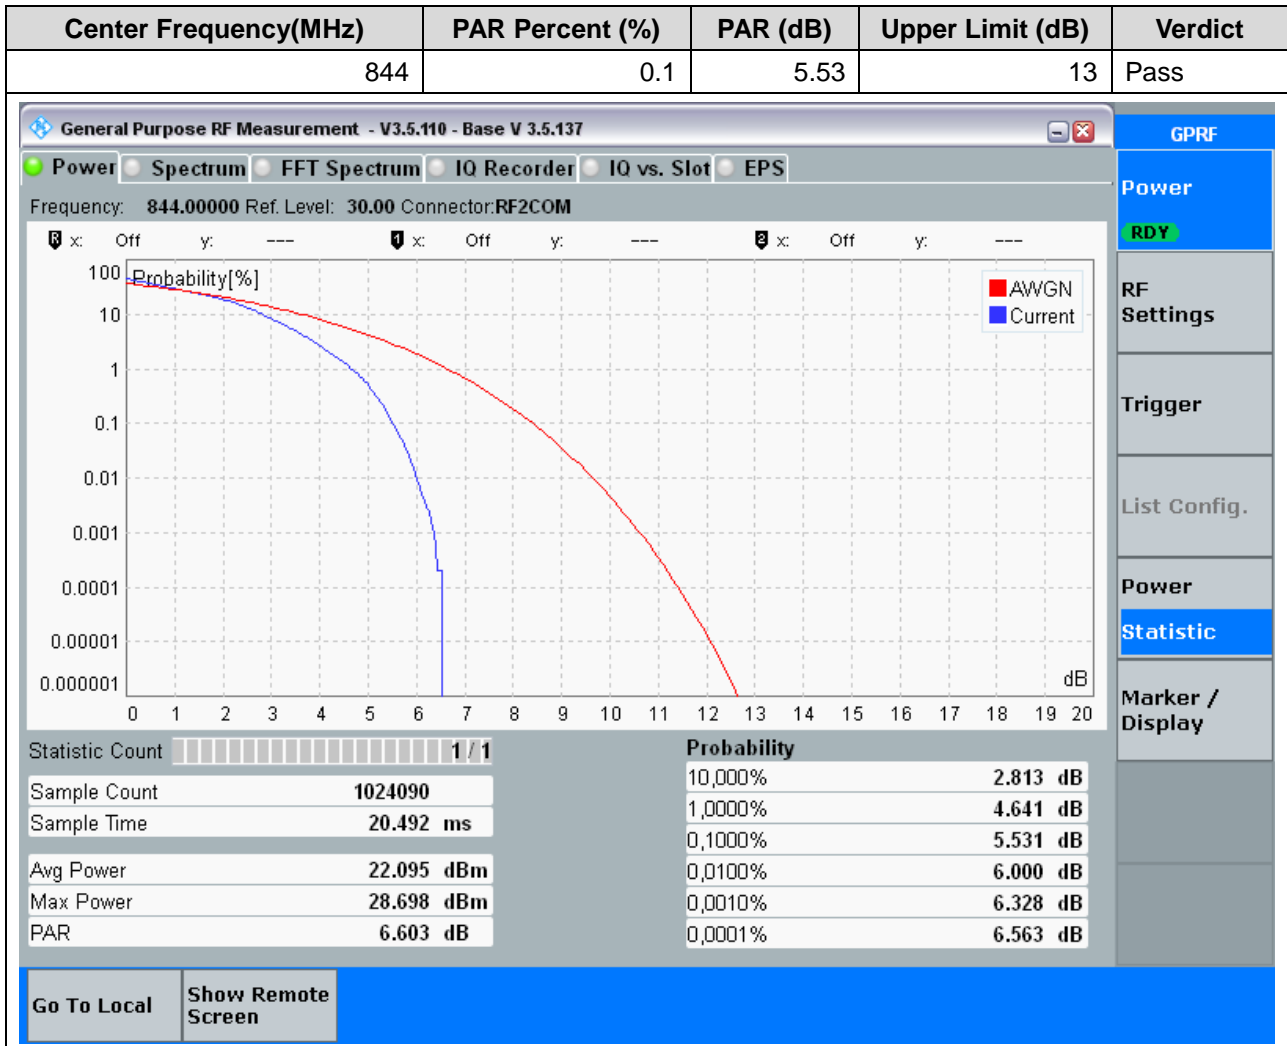 Center Frequency(MHz) PAR Percent (%) PAR (dB) Upper Limit (dB) Verdict
844 0.1 5.53 13 Pass
General Purpose RF Measurement - V3.5.110 - Base V 3.5.137
GPRF
Power Spectrum FFT Spectrum IQ Recorder IQ vs. Slot EPS
Power
RDY
Frequency: 844.00000 Ref. Level: 30.00 Connector:RF2COM
R x: Off y: --- 1 x: Off y: --- 2 x: Off y: ---
Probability[%]
100
10
1
0.1
0.01
0.001
0.0001
0.00001
0.000001
AWGN
Current
dB
0 1 2 3 4 5 6 7 8 9 10 11 12 13 14 15 16 17 18 19 20
RF
Settings
Trigger
List Config.
Power
Statistic
Marker /
Display
Statistic Count 1 / 1
Sample Count 1024090
Sample Time 20.492 ms
Avg Power 22.095 dBm
Max Power 28.698 dBm
PAR 6.603 dB
Probability
10,000% 2.813 dB
1,0000% 4.641 dB
0,1000% 5.531 dB
0,0100% 6.000 dB
0,0010% 6.328 dB
0,0001% 6.563 dB
Go To Local
Show Remote
Screen